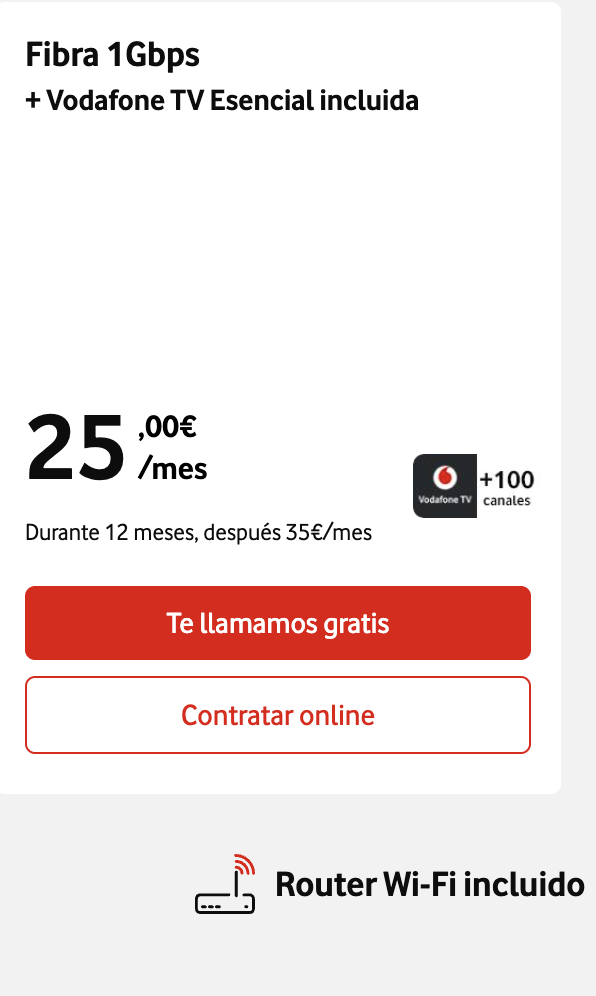 Fibra 1Gbps
+ Vodafone TV Esencial incluida
25,00€
/mes
Vodafone TV
+100
canales
Durante 12 meses, después 35€/mes
Te llamamos gratis
Contratar online
Router Wi-Fi incluido